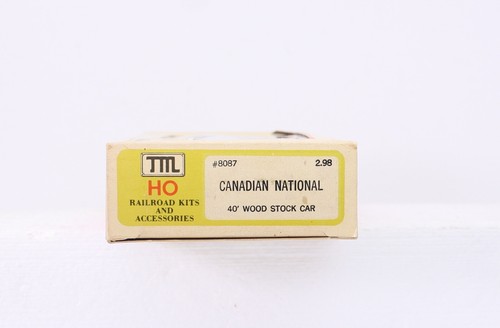 TML
HO
RAILROAD KITS
AND
ACCESSORIES
#8087 2.98
CANADIAN NATIONAL
40' WOOD STOCK CAR